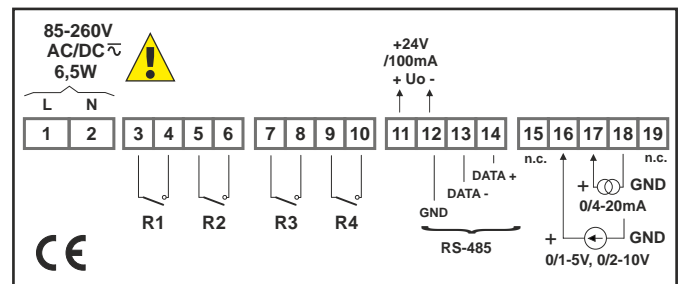 85-260V
AC/DC
6,5W
L N
+24V
/100mA
+ Uo -
1 2 3 4 5 6 7 8 9 10 11 12 13 14 15 16 17 18 19
n.c. n.c.
R1 R2 R3 R4
DATA +
DATA -
GND
RS-485
+ GND
0/4-20mA
+ GND
0/1-5V, 0/2-10V
CE